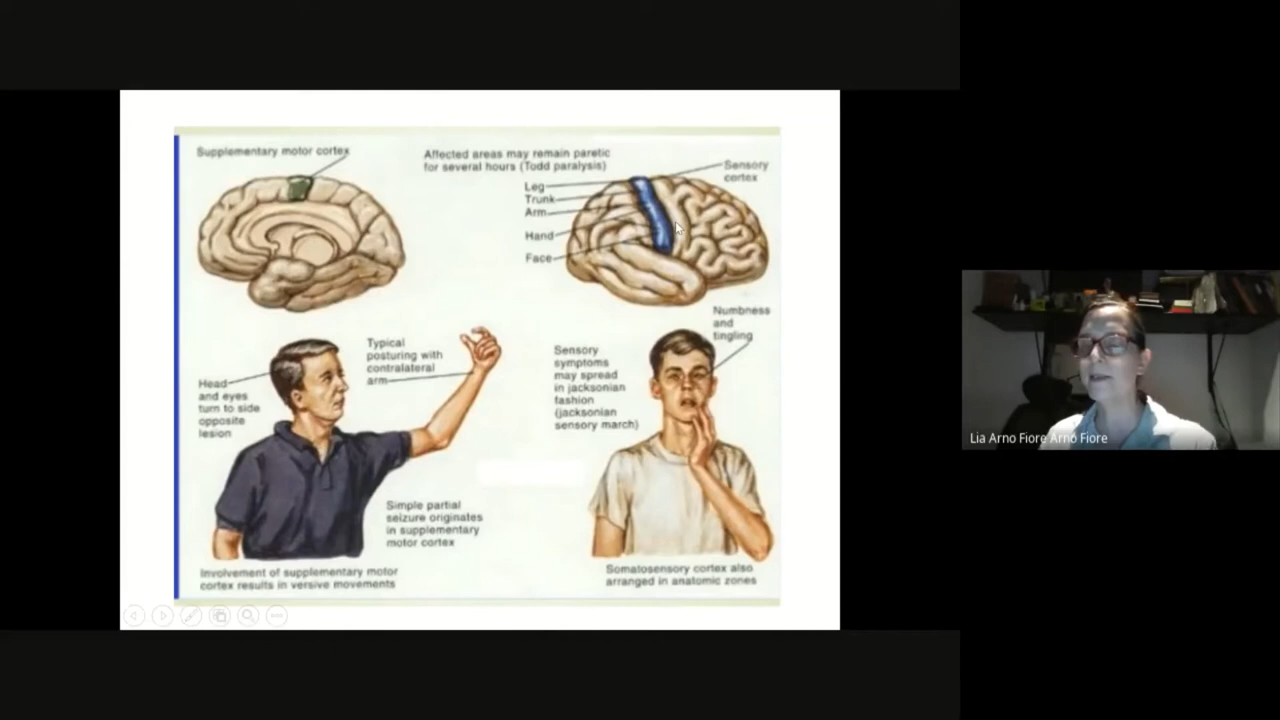 Supplementary motor cortex
Affected areas may remain paretic
for several hours (Todd paralysis)
Sensory
cortex
Leg
Trunk
Arm
Hand
Face
Numbness
and
tingling
Typical
posturing with
contralateral
arm
Head
and eyes
turn to side
opposite
lesion
Sensory
symptoms
may spread
in jacksonian
fashion
(jacksonian
sensory march)
Simple partial
seizure originates
in supplementary
motor cortex
Involvement of supplementary motor
cortex results in versive movements
Somatosensory cortex also
arranged in anatomic zones
Lia Arno Fiore Arno Fiore